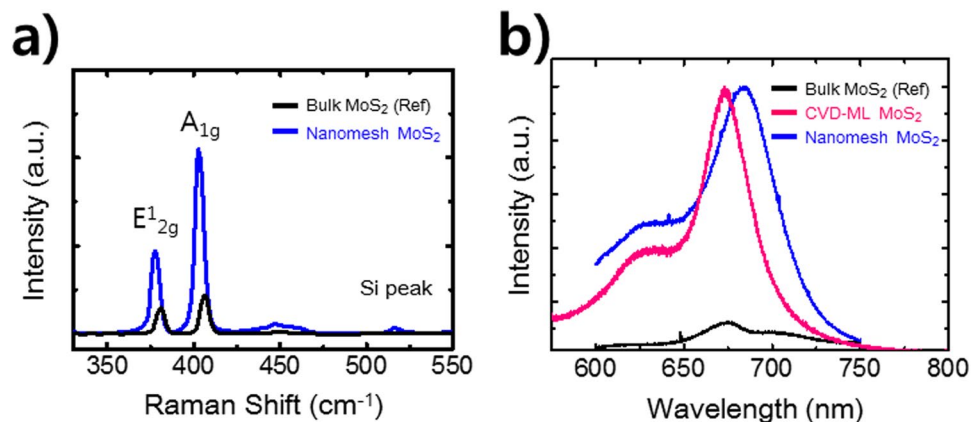 a)
Intensity (a.u.)
Bulk MoS₂ (Ref)
Nanomesh MoS₂
A₁g
E¹₂g
Si peak
350 400 450 500 550
Raman Shift (cm⁻¹)
b)
Intensity (a.u.)
Bulk MoS₂ (Ref)
CVD-ML MoS₂
Nanomesh MoS₂
600 650 700 750 800
Wavelength (nm)